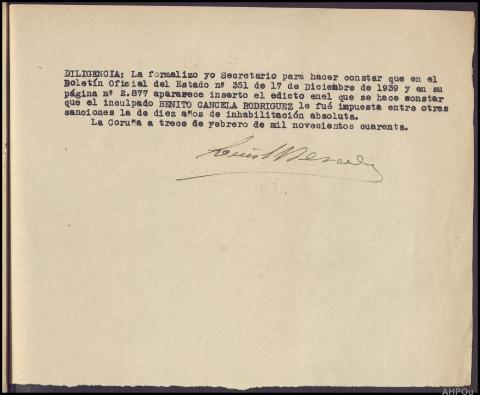 DILIGENCIA: La formalizo yo Secretario para hacer constar que en el
Boletín Oficial del Estado nº 351 de 17 de Diciembre de 1939 y en su
página nº 2.877 apararece inserto el edicto enel que se hace sonstar
que el inculpado BENITO CANCELA RODRIGUEZ le fué impuesta entre otras
sanciones la de diez años de inhabilitación absoluta.
La Coruña a trece de yebrero de mil novecientos cuarenta.
AHPOu